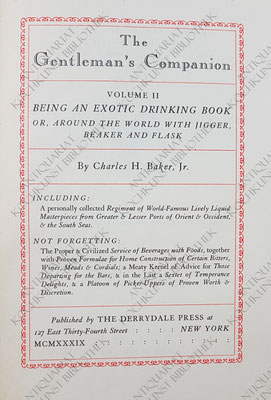 The
Gentleman's Companion
VOLUME II
BEING AN EXOTIC DRINKING BOOK
OR, AROUND THE WORLD WITH JIGGER,
BEAKER AND FLASK
By Charles H. Baker, Jr.
INCLUDING:
A personally collected Regiment of World-Famous Lively Liquid
Masterpieces from Greater & Lesser Ports of Orient & Occident,
& the South Seas.
NOT FORGETTING:
The Proper & Civilized Service of Beverages with Foods, together
with Proven Formulae for Home Construction of Certain Bitters,
Wines, Meads & Cordials; a Meaty Kernel of Advice for Those
Departing for the Bars, & in the Last a Sextet of Temperance
Delights, & a Platoon of Picker-Uppers of Proven Worth &
Discretion.
Published by THE DERRYDALE PRESS at
127 East Thirty-Fourth Street : : : : NEW YORK
MCMXXXIX : : : : : : : : : :